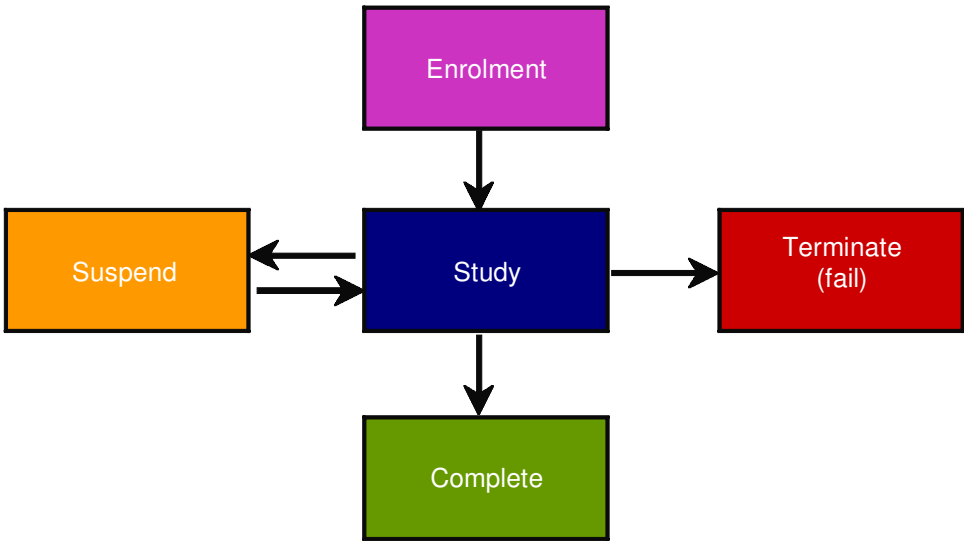 Enrolment
Suspend
Study
Terminate
(fail)
Complete